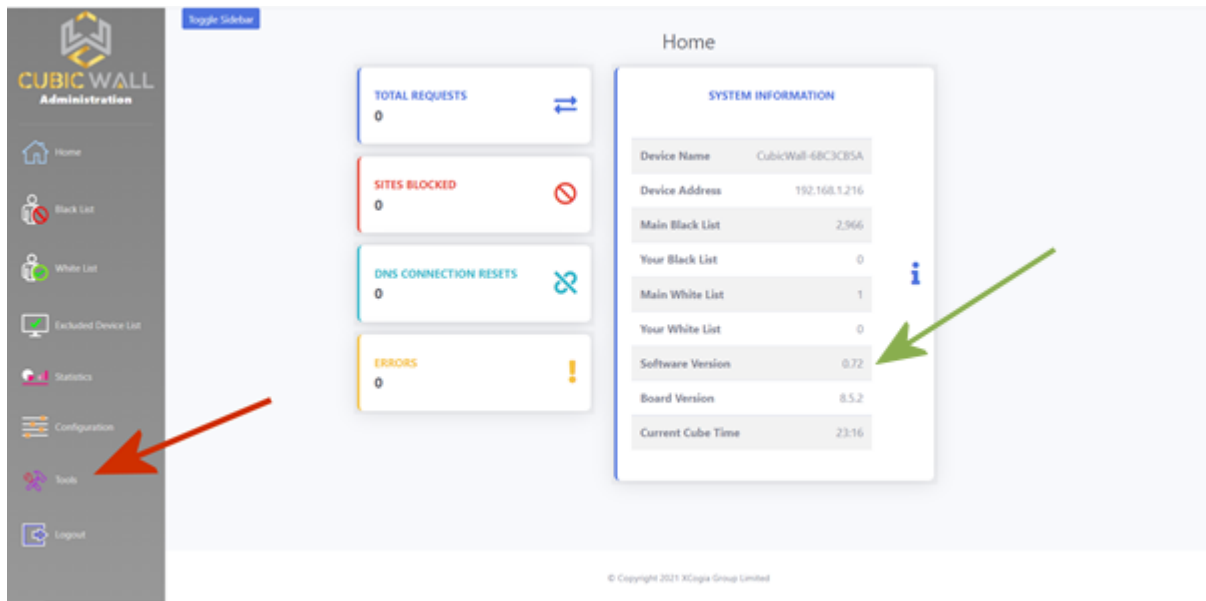 CUBIC WALL
Administration
Home
Black List
White List
Excluded Device List
Statistics
Configuration
Tools
Logout
Toggle Sidebar
Home
TOTAL REQUESTS
0
SITES BLOCKED
0
DNS CONNECTION RESETS
0
ERRORS
0
SYSTEM INFORMATION
Device Name CubicWall-6BC3CB5A
Device Address 192.168.1.216
Main Black List 2,966
Your Black List 0
Main White List 1
Your White List 0
Software Version 0.72
Board Version 8.5.2
Current Cube Time 23:16
© Copyright 2021 XCogia Group Limited